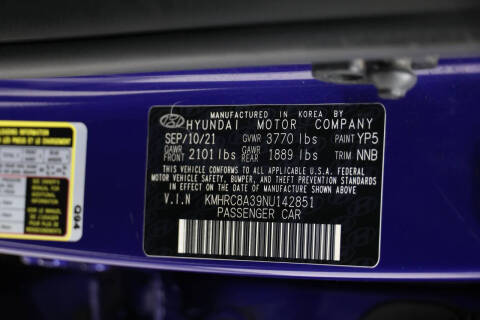 MANUFACTURED IN KOREA BY
HYUNDAI MOTOR COMPANY
SEP/10/21 GVWR 3770 lbs PAINT YP5
GAWR FRONT 2101 lbs GAWR REAR 1889 lbs TRIM NNB
THIS VEHICLE CONFORMS TO ALL APPLICABLE U.S. FEDERAL
MOTOR VEHICLE SAFETY, BUMPER, AND THEFT PREVENTION
STANDARDS IN EFFECT ON THE DATE OF MANUFACTURE
SHOWN ABOVE.
V.I.N KMHRC8A39NU142851
PASSENGER CAR
Q94